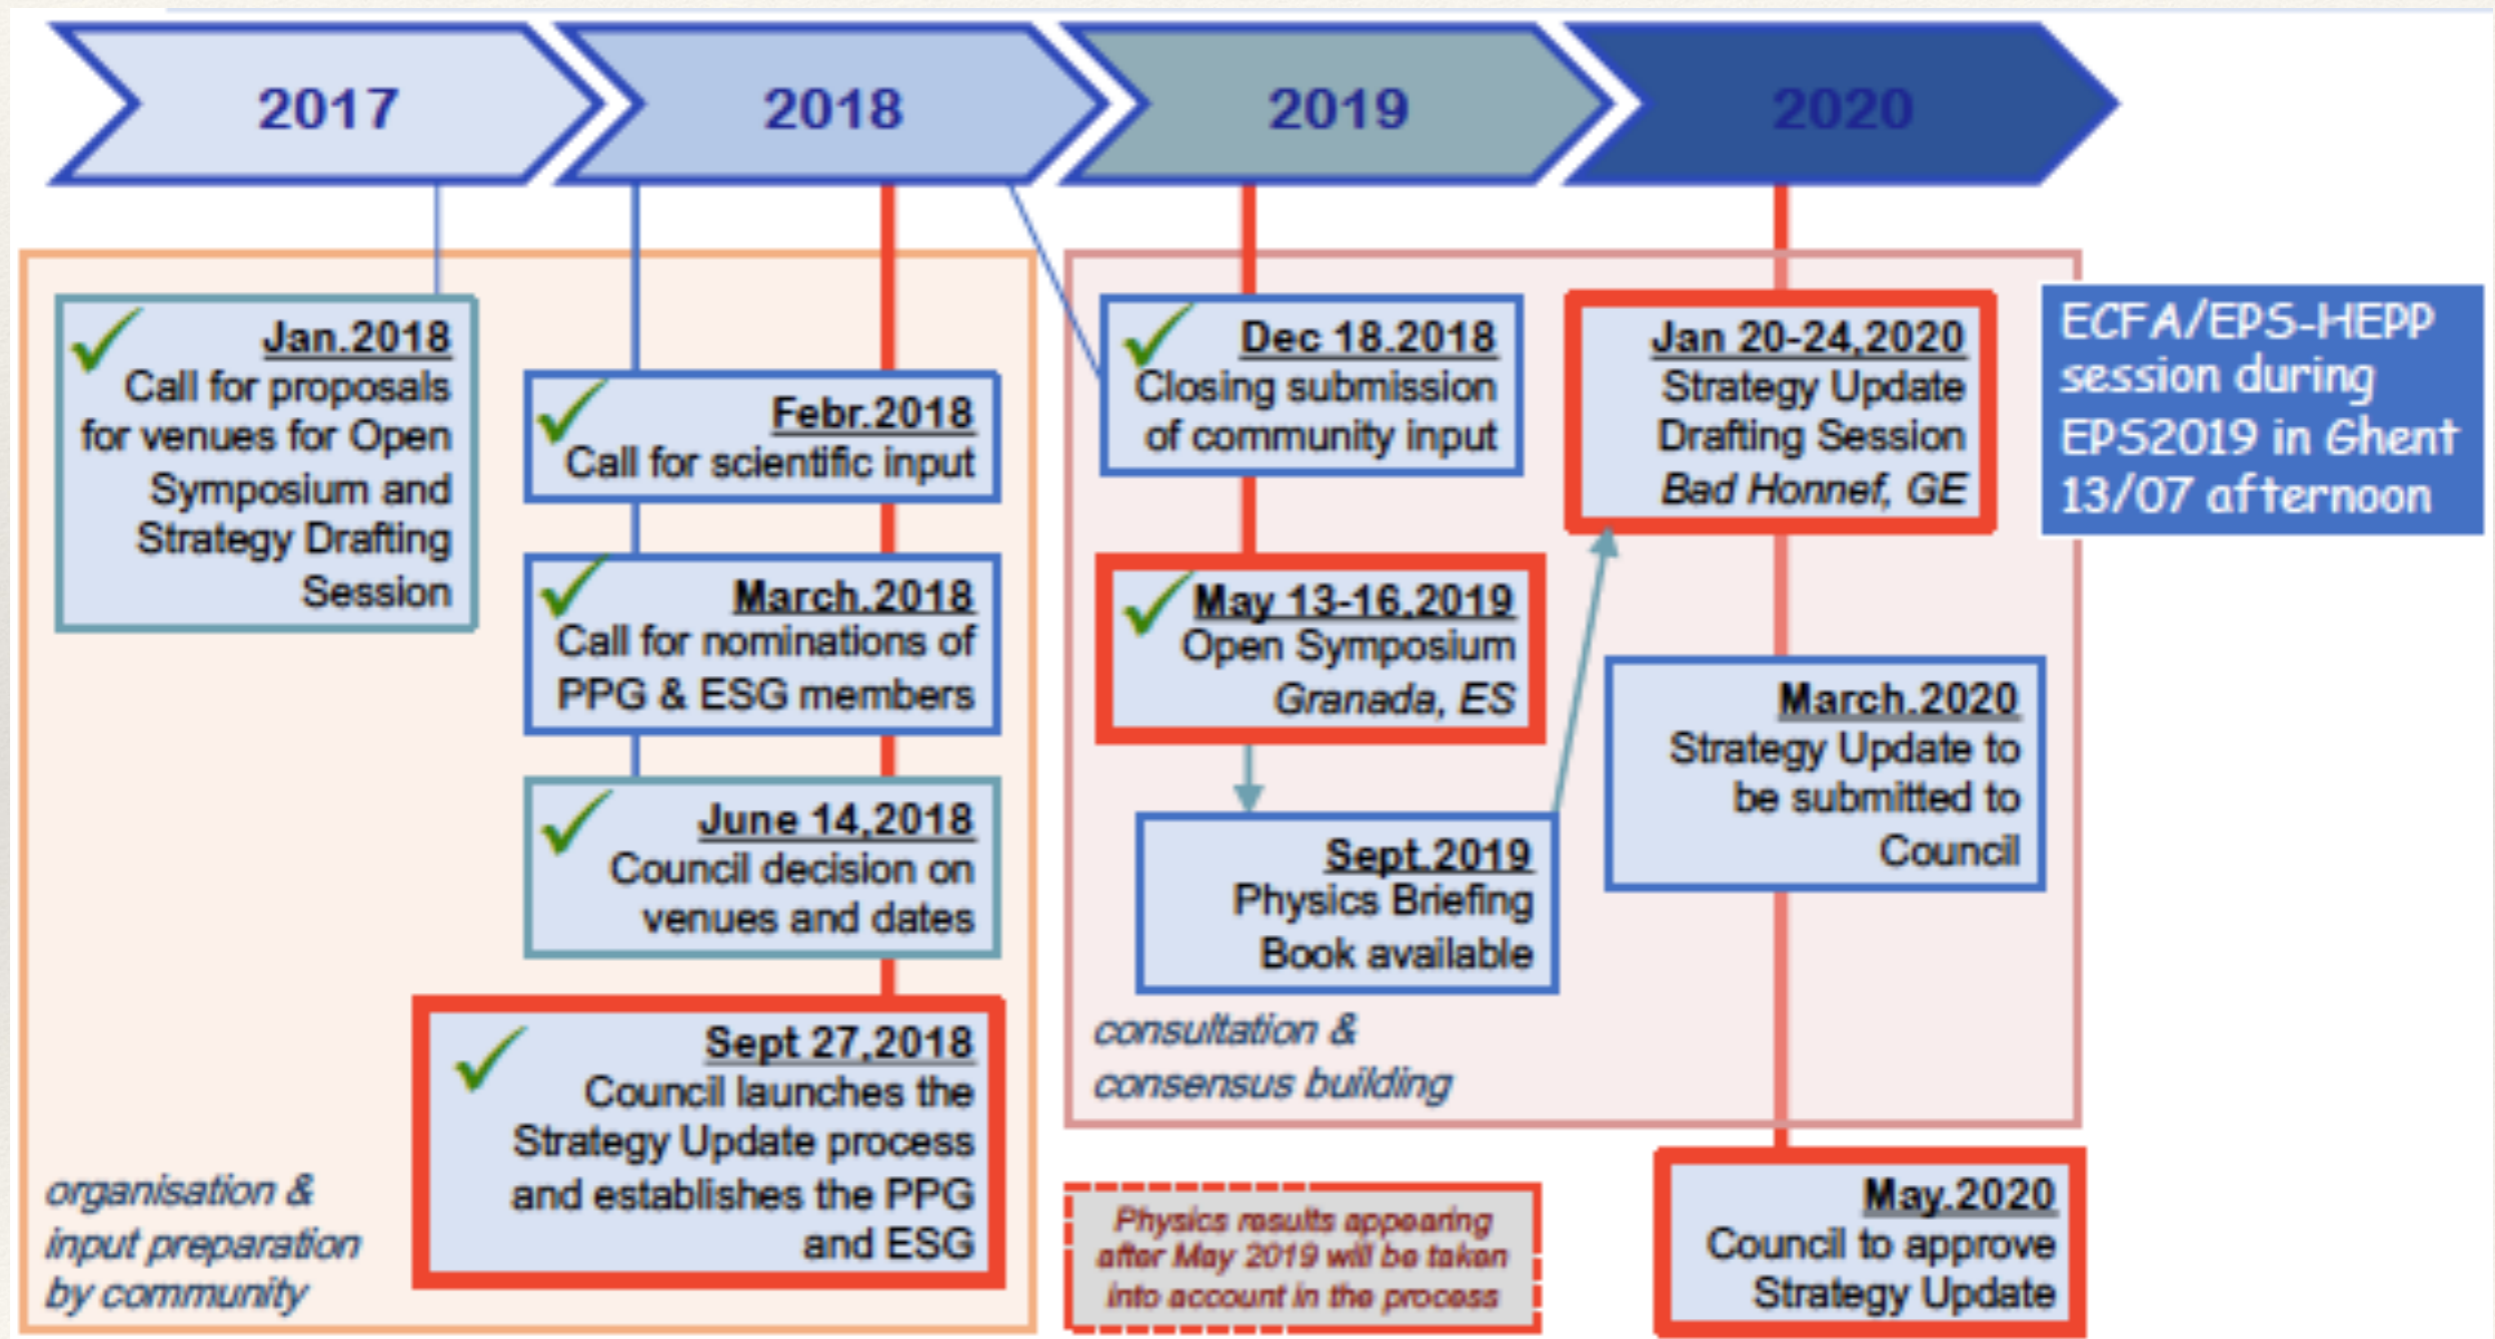 2017
2018
2019
2020
Jan.2018
Call for proposals
for venues for Open
Symposium and
Strategy Drafting
Session
Febr.2018
Call for scientific input
March.2018
Call for nominations of
PPG & ESG members
June 14,2018
Council decision on
venues and dates
Sept 27,2018
Council launches the
Strategy Update process
and establishes the PPG
and ESG
organisation &
input preparation
by community
Dec 18.2018
Closing submission
of community input
May 13-16,2019
Open Symposium
Granada, ES
Sept.2019
Physics Briefing
Book available
consultation &
consensus building
Physics results appearing
after May 2019 will be taken
into account in the process
Jan 20-24,2020
Strategy Update
Drafting Session
Bad Honnef, GE
March.2020
Strategy Update to
be submitted to
Council
May.2020
Council to approve
Strategy Update
ECFA/EPS-HEPP
session during
EPS2019 in Ghent
13/07 afternoon